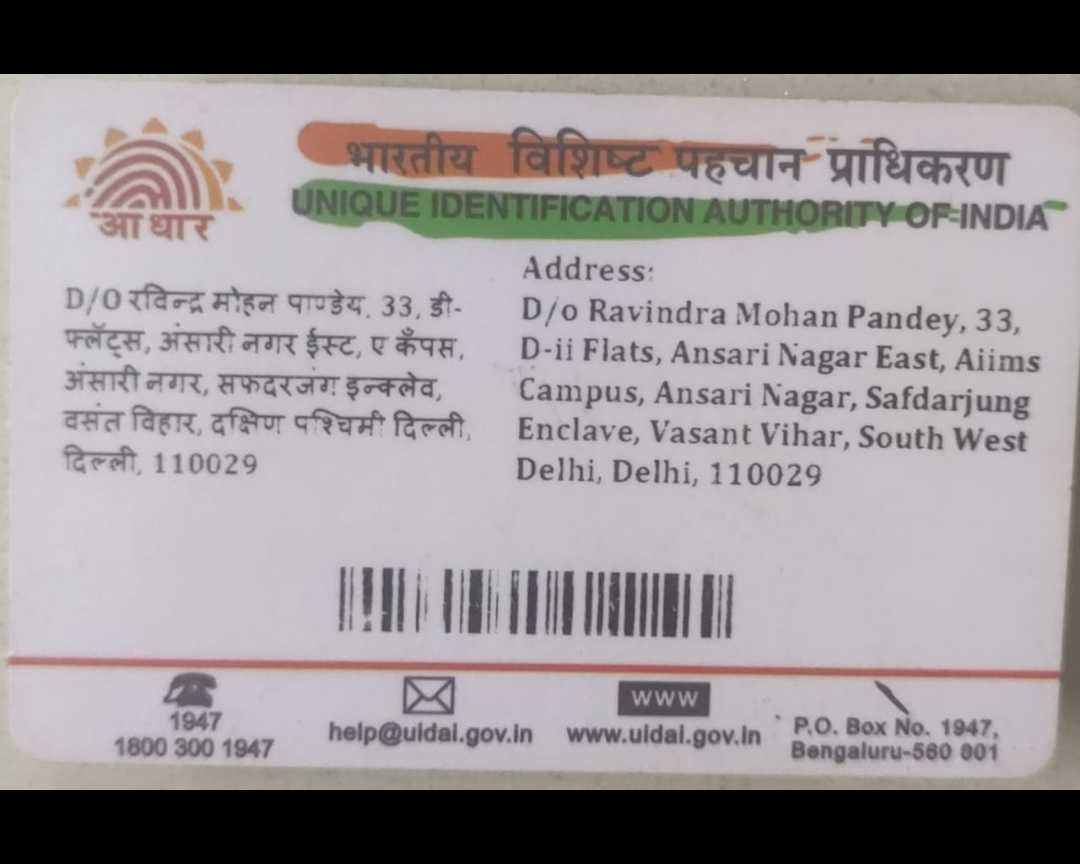 आधार
भारतीय विशिष्ट पहचान प्राधिकरण
UNIQUE IDENTIFICATION AUTHORITY OF INDIA
D/O रविन्द्र मोहन पाण्डेय, 33, डी-
फ्लॅट्स, अंसारी नगर ईस्ट, ए कँपस,
अंसारी नगर, सफदरजंग इन्क्लेव,
वसंत विहार, दक्षिण पश्चिमी दिल्ली,
दिल्ली, 110029
Address:
D/o Ravindra Mohan Pandey, 33,
D-ii Flats, Ansari Nagar East, Aiims
Campus, Ansari Nagar, Safdarjung
Enclave, Vasant Vihar, South West
Delhi, Delhi, 110029
1947
1800 300 1947
help@uidai.gov.in
WWW
www.uidai.gov.in
P.O. Box No. 1947,
Bengaluru-560 001